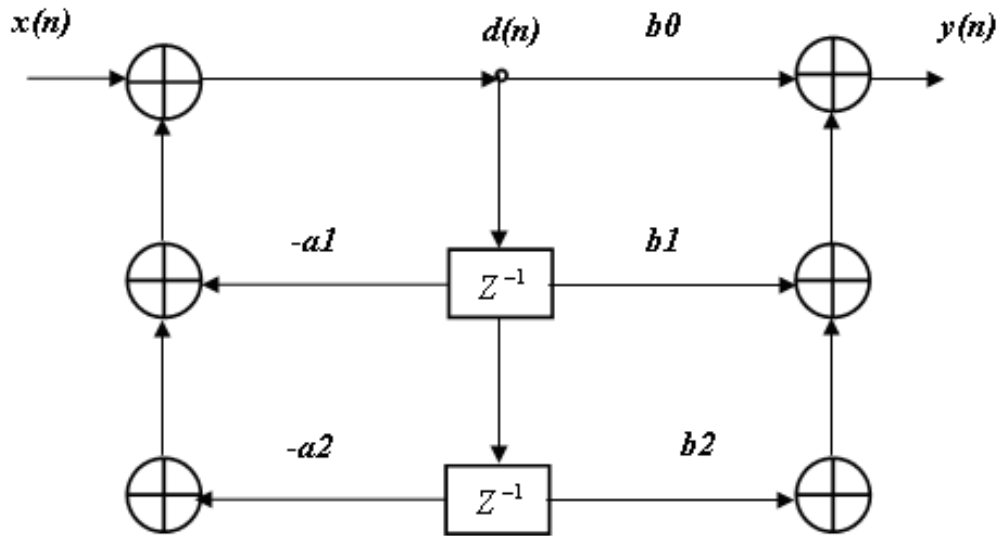 x(n) d(n) b0 y(n)
-a1 b1
Z⁻¹
-a2 b2
Z⁻¹